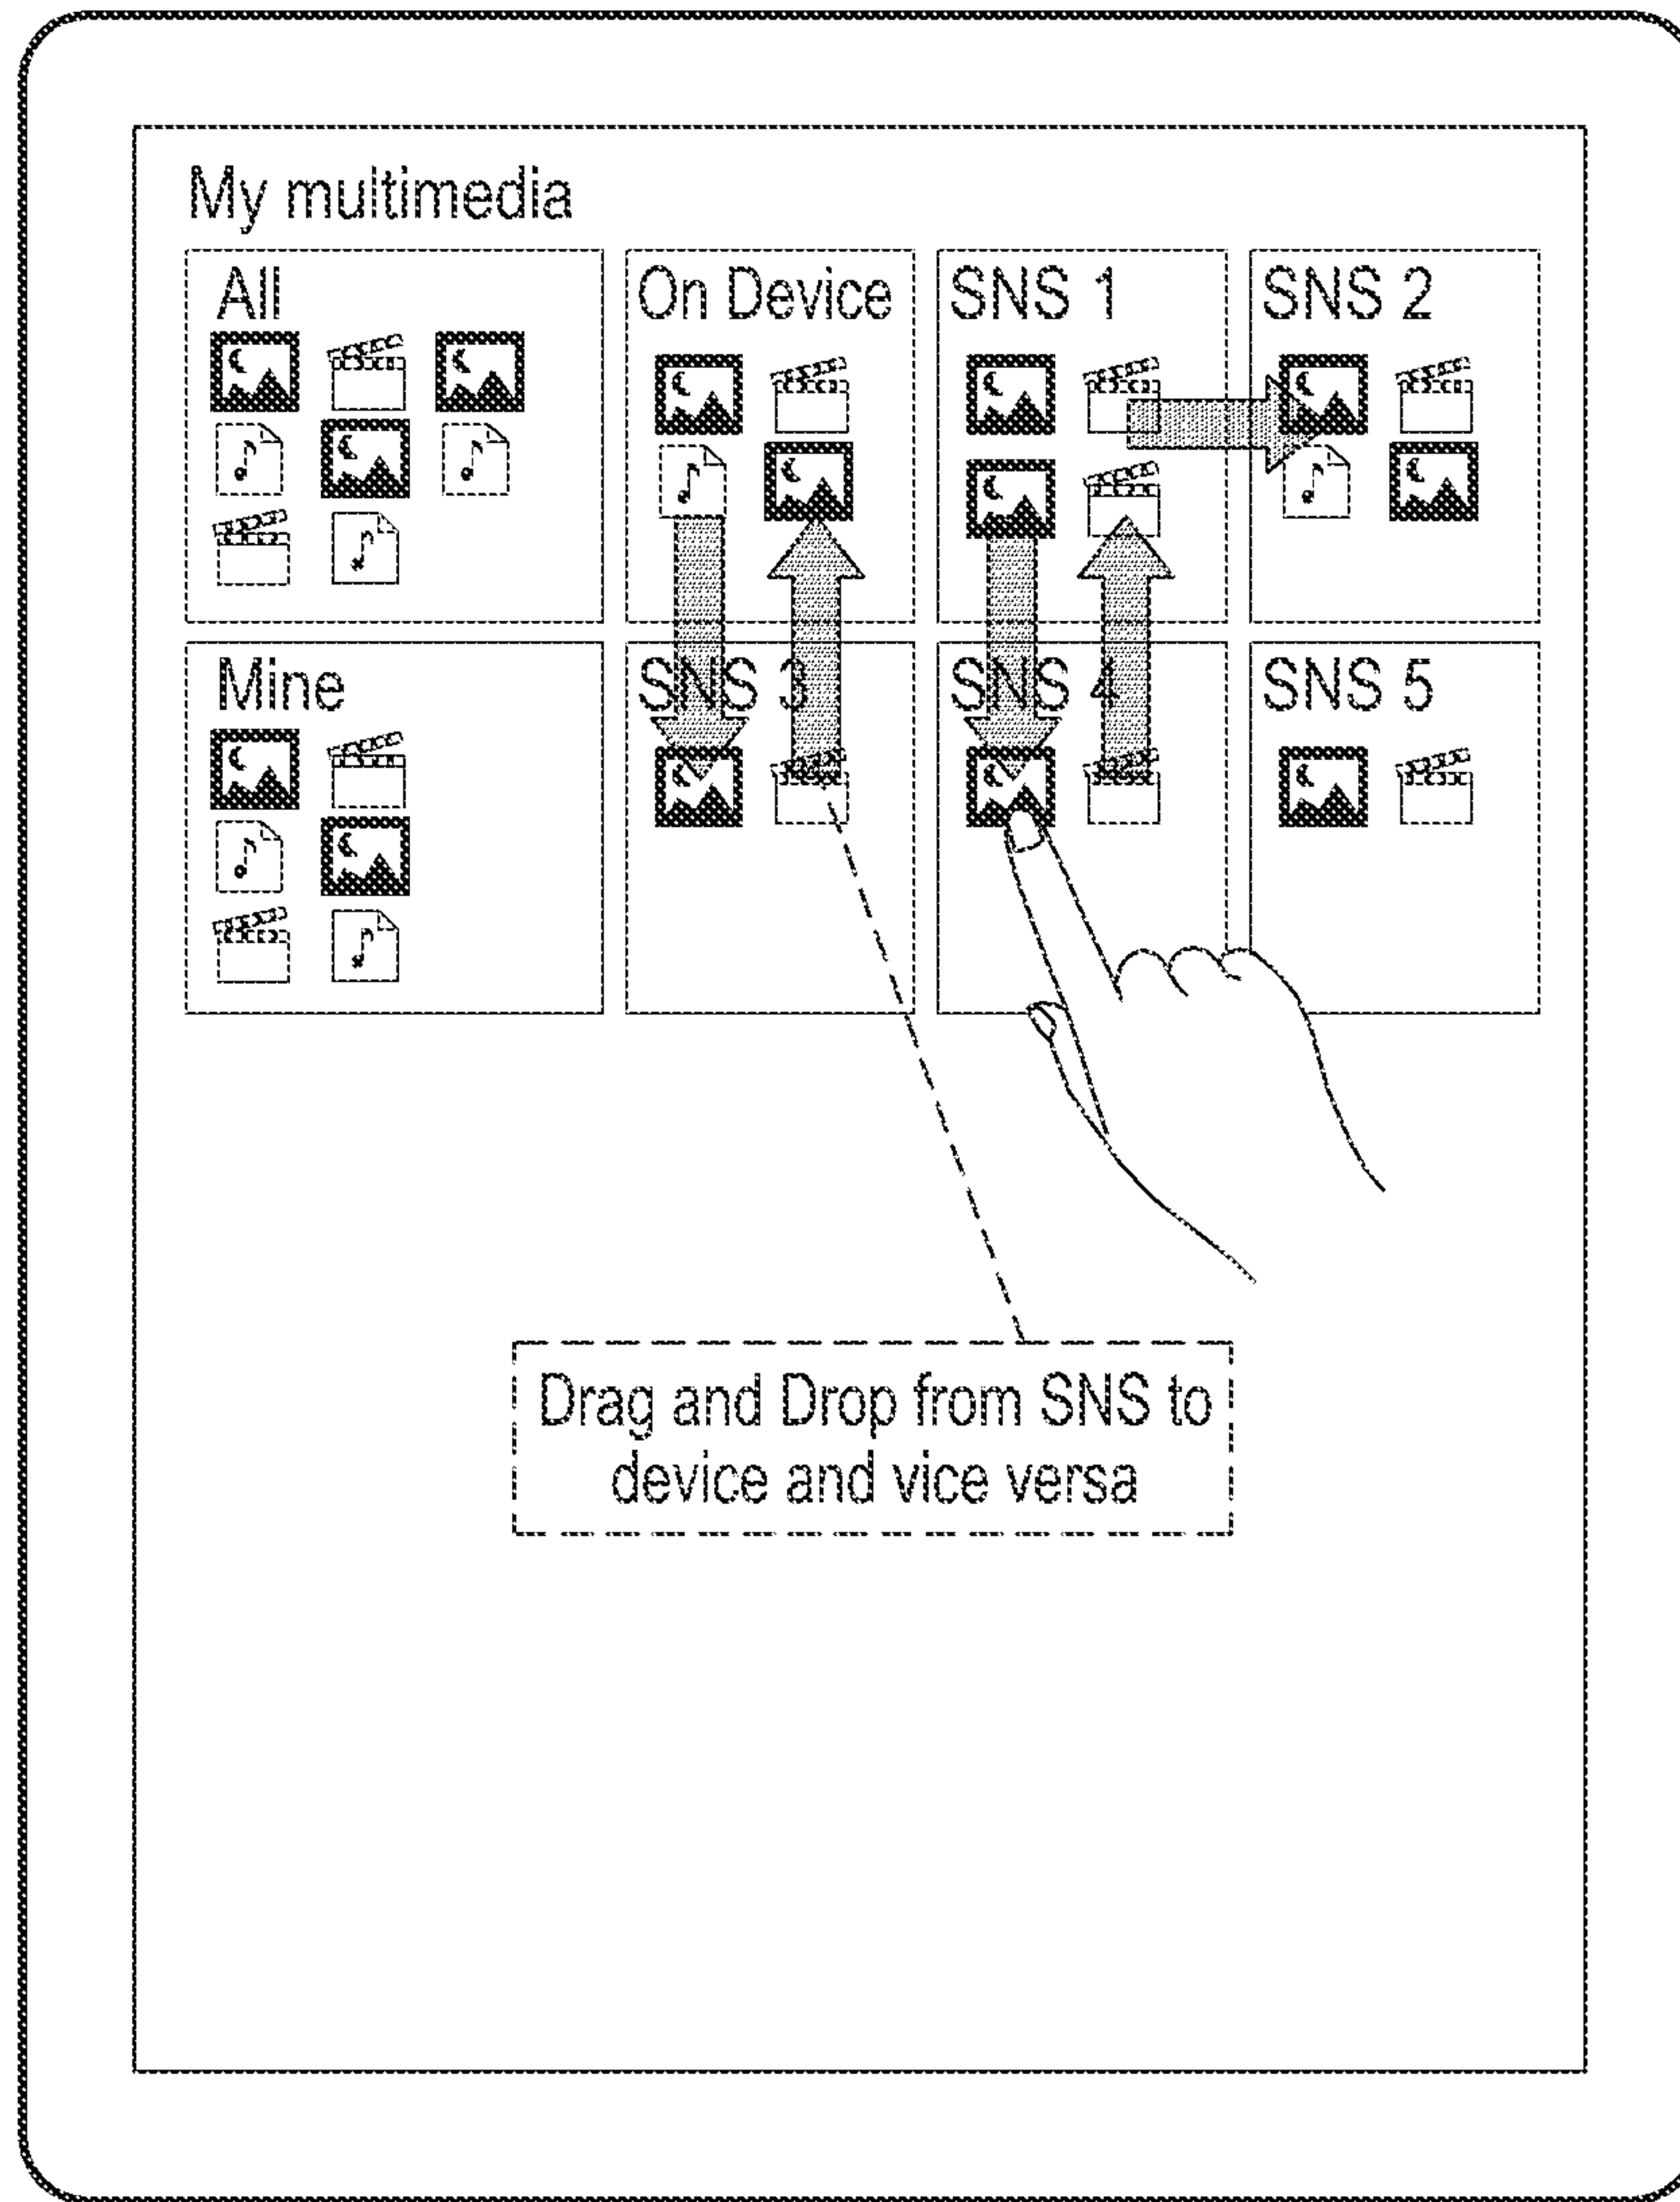 My multimedia
All
On Device
SNS 1
SNS 2
Mine
SNS 3
SNS 4
SNS 5
Drag and Drop from SNS to
device and vice versa